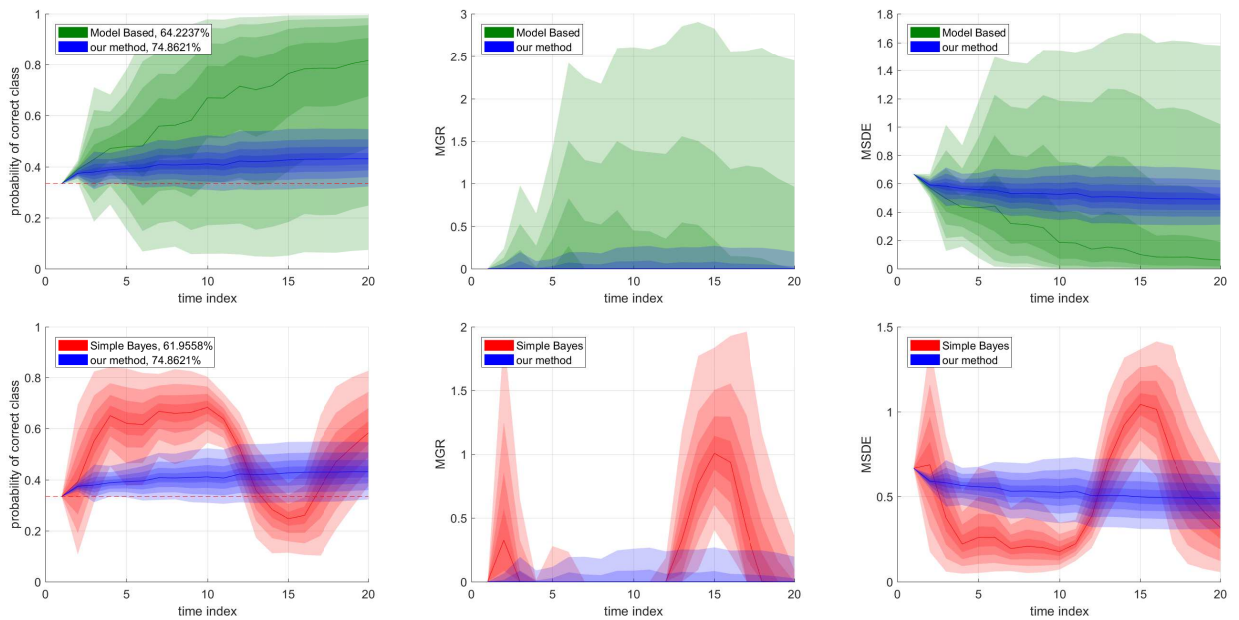 Model Based, 64.2237%
our method, 74.8621%
probability of correct class
1
0.8
0.6
0.4
0.2
0
0 5 10 15 20
time index
Model Based
our method
MGR
3
2.5
2
1.5
1
0.5
0
0 5 10 15 20
time index
Model Based
our method
MSDE
1.8
1.6
1.4
1.2
1
0.8
0.6
0.4
0.2
0
0 5 10 15 20
time index
Simple Bayes, 61.9558%
our method, 74.8621%
probability of correct class
1
0.8
0.6
0.4
0.2
0
0 5 10 15 20
time index
Simple Bayes
our method
MGR
2
1.5
1
0.5
0
0 5 10 15 20
time index
Simple Bayes
our method
MSDE
1.5
1
0.5
0
0 5 10 15 20
time index